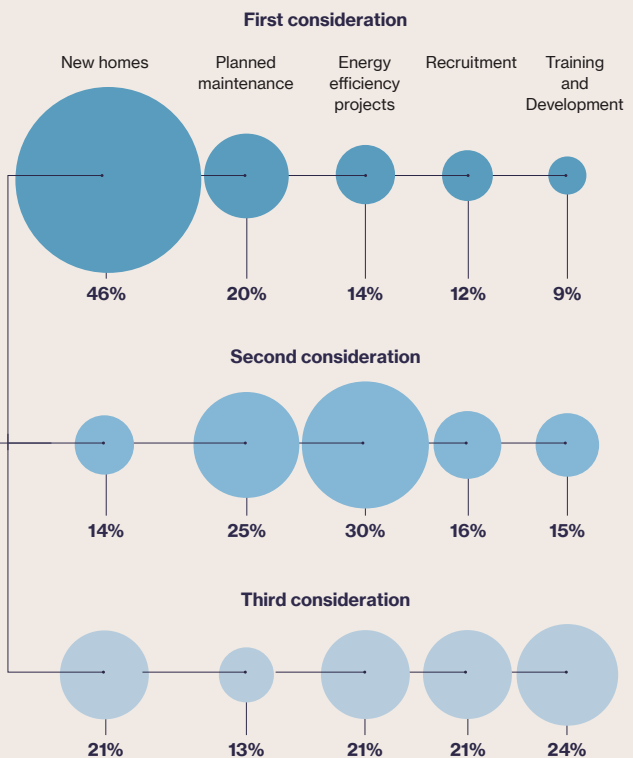 First consideration
New homes
Planned
maintenance
Energy
efficiency
projects
Recruitment
Training
and
Development
46%
20%
14%
12%
9%
Second consideration
14%
25%
30%
16%
15%
Third consideration
21%
13%
21%
21%
24%